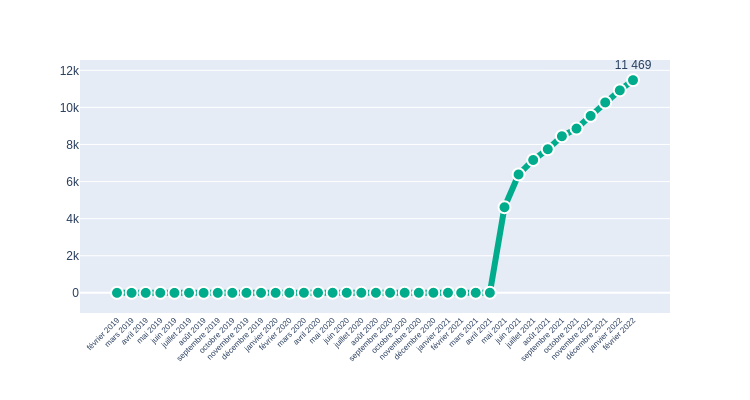 11 469
12k
10k
8k
6k
4k
2k
0
février 2019
mars 2019
avril 2019
mai 2019
juin 2019
juillet 2019
août 2019
septembre 2019
octobre 2019
novembre 2019
décembre 2019
janvier 2020
février 2020
mars 2020
avril 2020
mai 2020
juin 2020
juillet 2020
août 2020
septembre 2020
octobre 2020
novembre 2020
décembre 2020
janvier 2021
février 2021
mars 2021
avril 2021
mai 2021
juin 2021
juillet 2021
août 2021
septembre 2021
octobre 2021
novembre 2021
décembre 2021
janvier 2022
février 2022